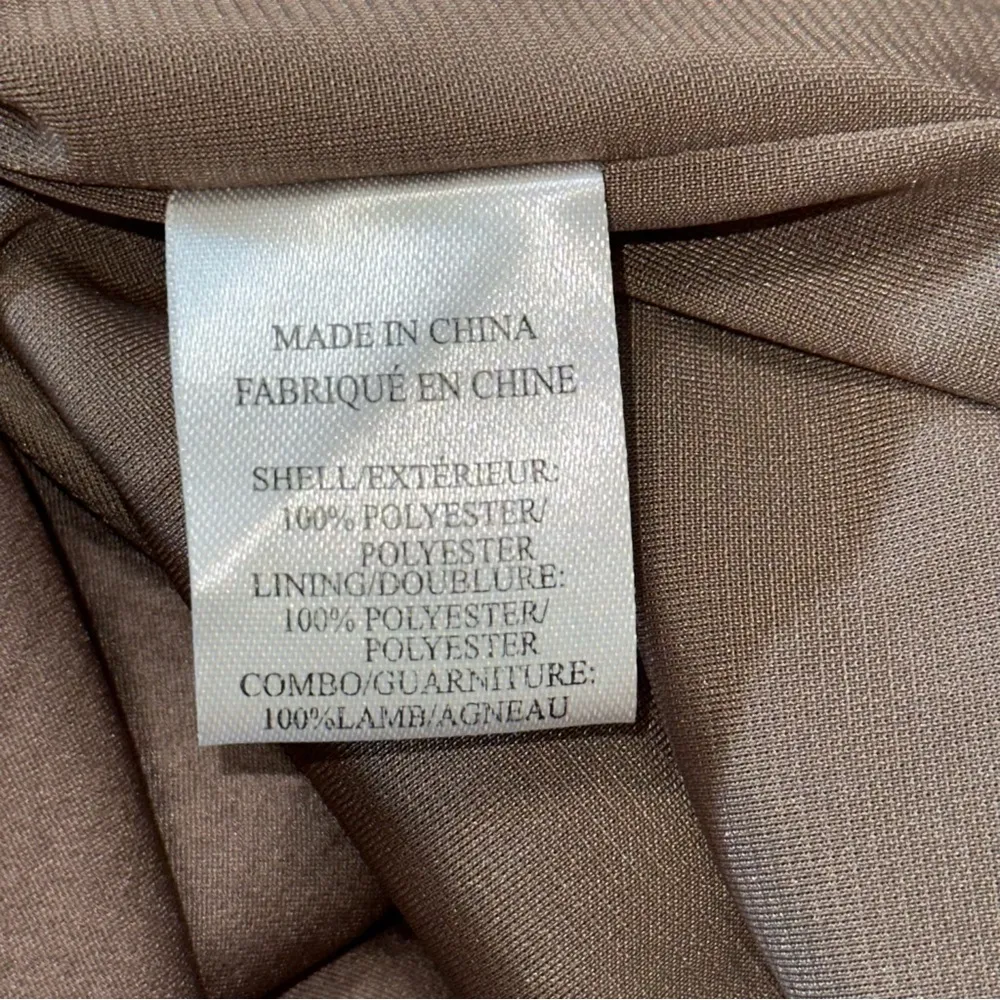 MADE IN CHINA
FABRIQUÉ EN CHINE
SHELL/EXTÉRIEUR:
100% POLYESTER/
POLYESTER
LINING/DOUBLURE:
100% POLYESTER/
POLYESTER
COMBO/GUARNITURE:
100%LAMB/AGNEAU